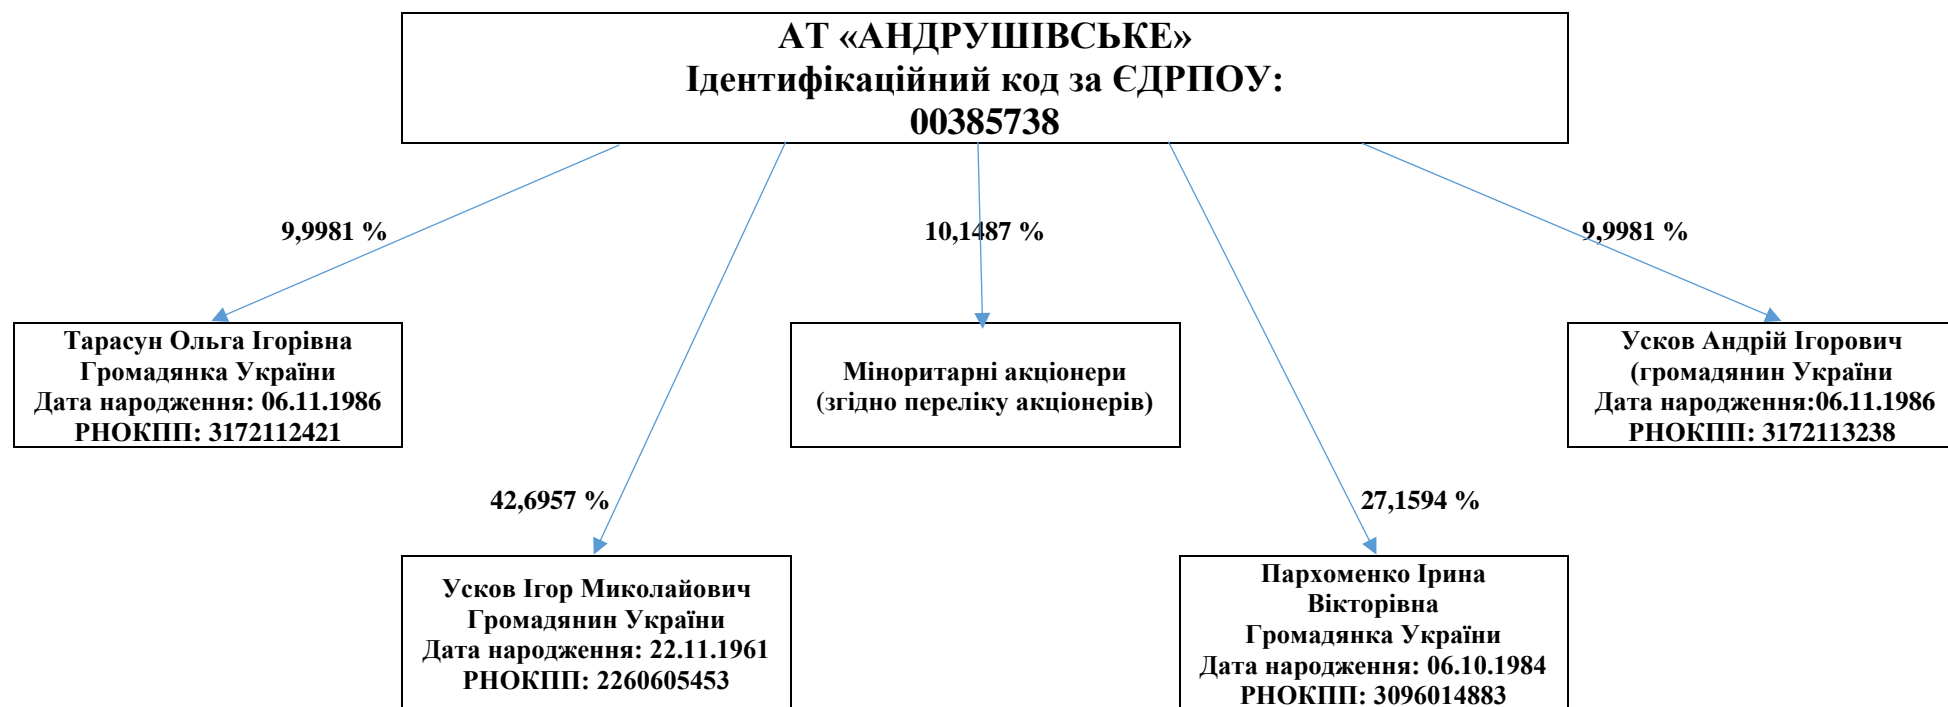 АТ «АНДРУШІВСЬКЕ»
Ідентифікаційний код за ЄДРПОУ:
00385738
9,9981 %
10,1487 %
9,9981 %
Тарасун Ольга Ігорівна
Громадянка України
Дата народження: 06.11.1986
РНОКПП: 3172112421
Міноритарні акціонери
(згідно переліку акціонерів)
Усков Андрій Ігорович
(громадянин України
Дата народження:06.11.1986
РНОКПП: 3172113238
42,6957 %
27,1594 %
Усков Ігор Миколайович
Громадянин України
Дата народження: 22.11.1961
РНОКПП: 2260605453
Пархоменко Ірина
Вікторівна
Громадянка України
Дата народження: 06.10.1984
РНОКПП: 3096014883